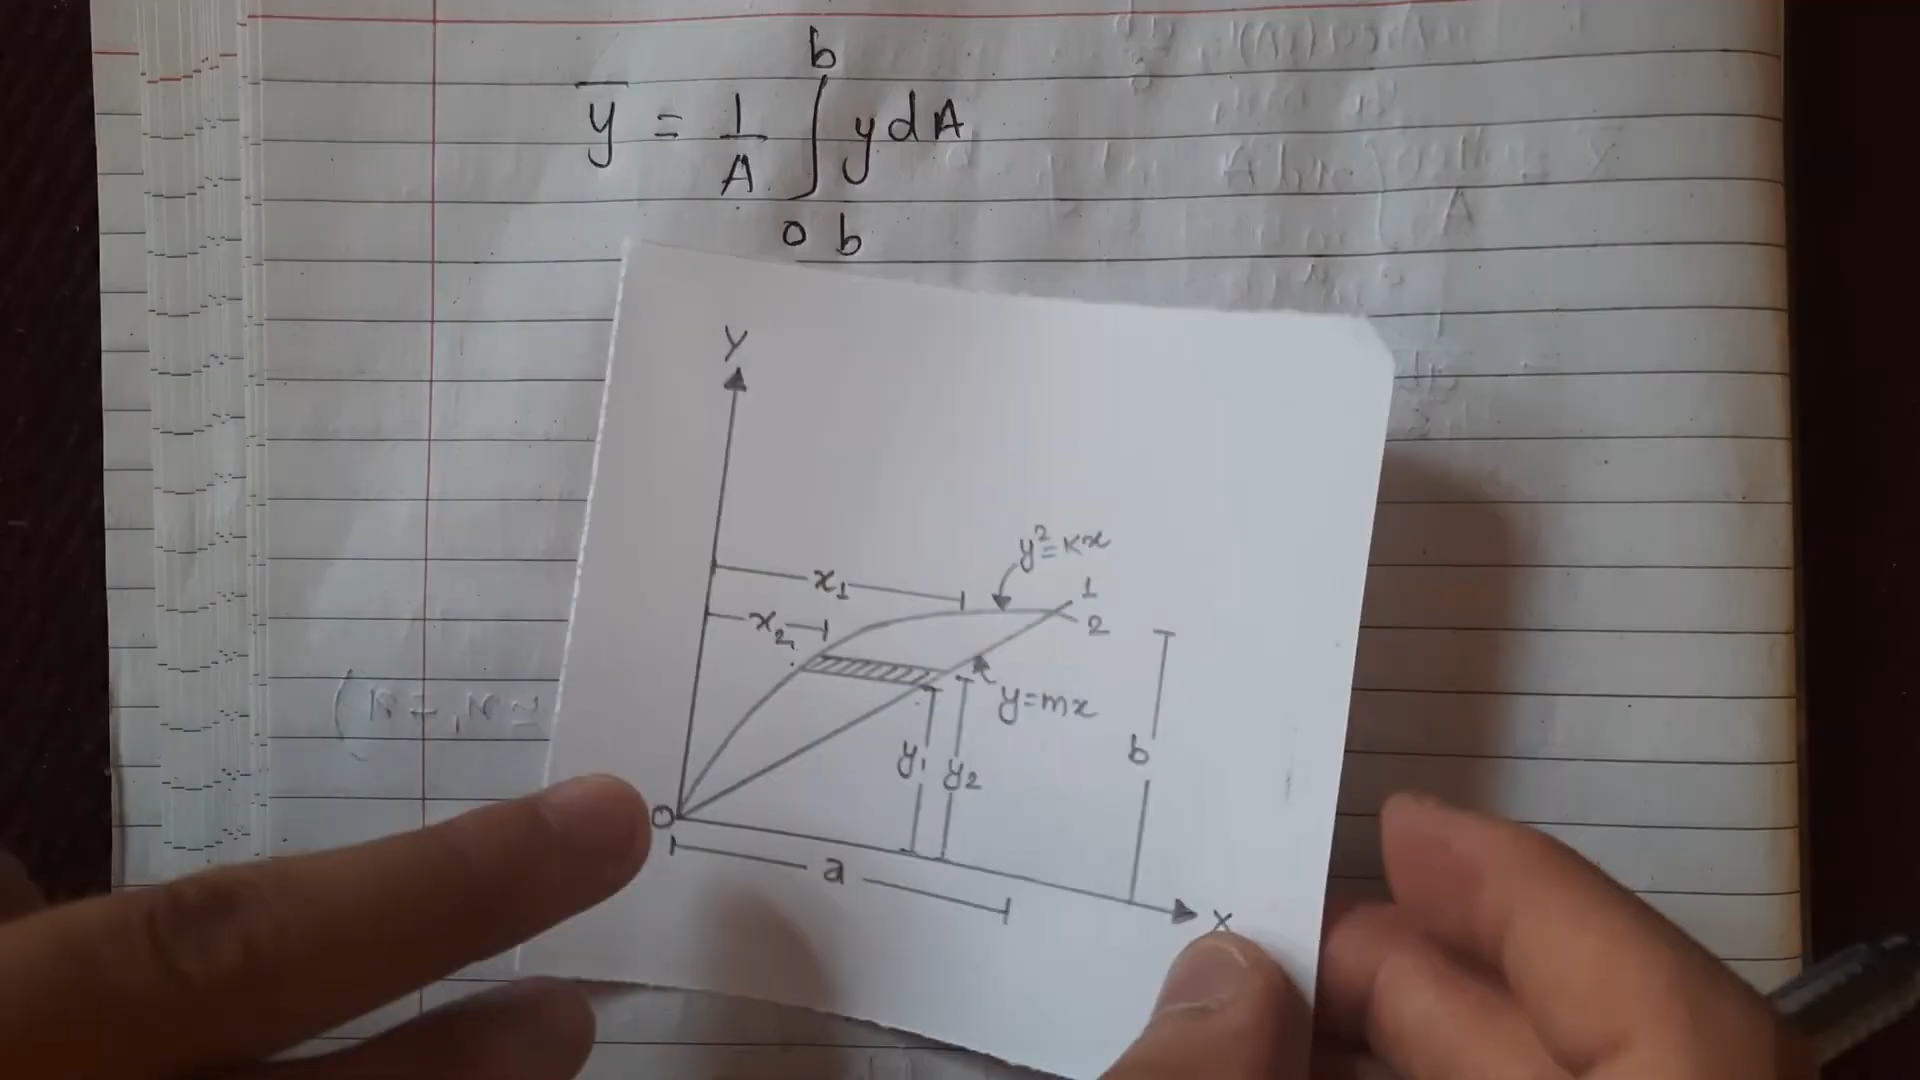 b
ȳ = 1/A ∫ y dA
0 b
Y
y² = kx
x₁
1
x₂
2
y = mx
b
y₁ y₂
O
a
X